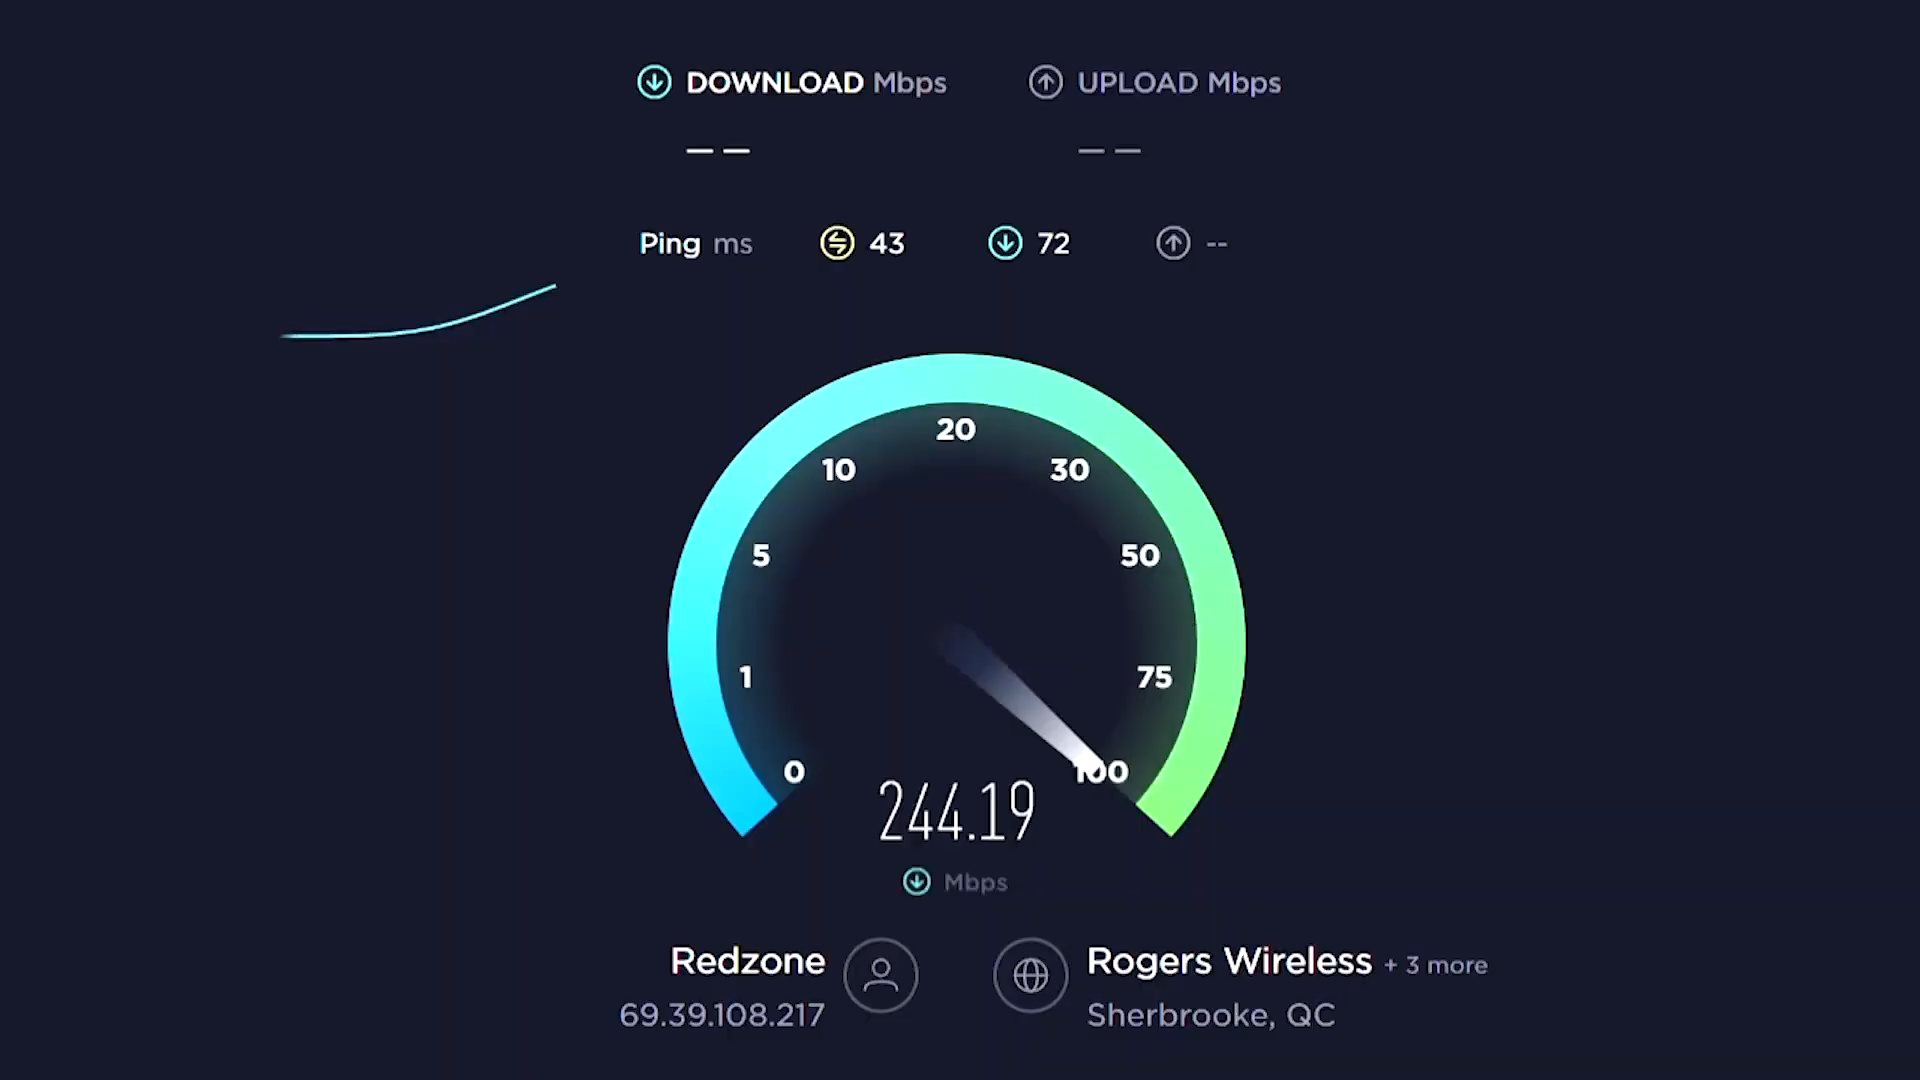 DOWNLOAD Mbps
UPLOAD Mbps
— —
— —
Ping ms 43 72 --
20
10
30
5
50
1
75
0
100
244.19
Mbps
Redzone
69.39.108.217
Rogers Wireless + 3 more
Sherbrooke, QC